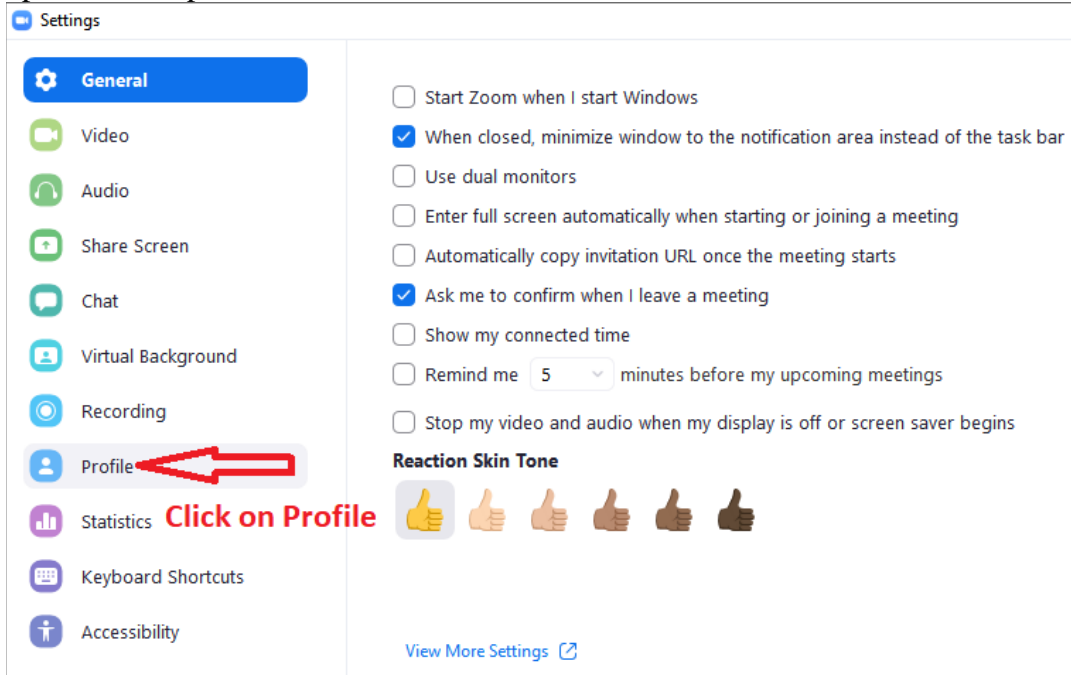 Settings
General
Video
Audio
Share Screen
Chat
Virtual Background
Recording
Profile
Statistics
Keyboard Shortcuts
Accessibility
Click on Profile
Start Zoom when I start Windows
When closed, minimize window to the notification area instead of the task bar
Use dual monitors
Enter full screen automatically when starting or joining a meeting
Automatically copy invitation URL once the meeting starts
Ask me to confirm when I leave a meeting
Show my connected time
Remind me 5 minutes before my upcoming meetings
Stop my video and audio when my display is off or screen saver begins
Reaction Skin Tone
View More Settings